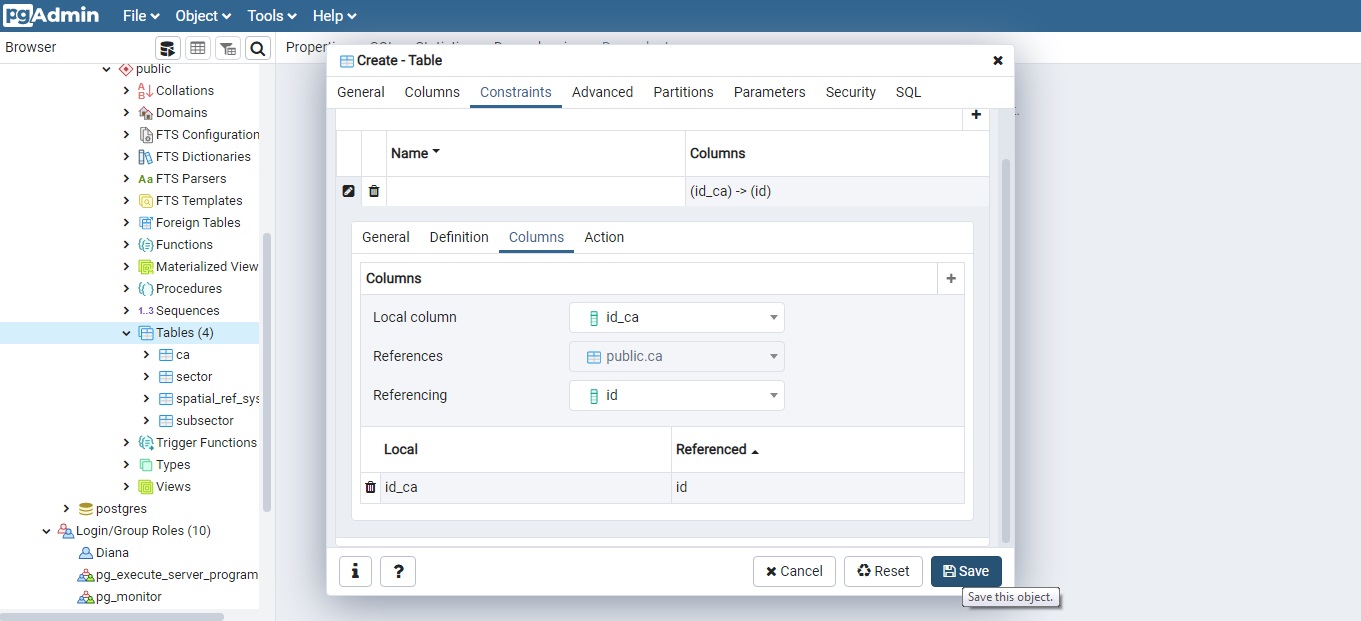 pgAdmin File Object Tools Help
Browser
public
Collations
Domains
FTS Configuration
FTS Dictionaries
Aa FTS Parsers
FTS Templates
Foreign Tables
Functions
Materialized View
Procedures
1..3 Sequences
Tables (4)
ca
sector
spatial_ref_sys
subsector
Trigger Functions
Types
Views
postgres
Login/Group Roles (10)
Diana
pg_execute_server_program
pg_monitor
Create - Table
General Columns Constraints Advanced Partitions Parameters Security SQL
Name Columns
(id_ca) -> (id)
General Definition Columns Action
Columns
Local column id_ca
References public.ca
Referencing id
Local Referenced
id_ca id
i ? Cancel Reset Save
Save this object.